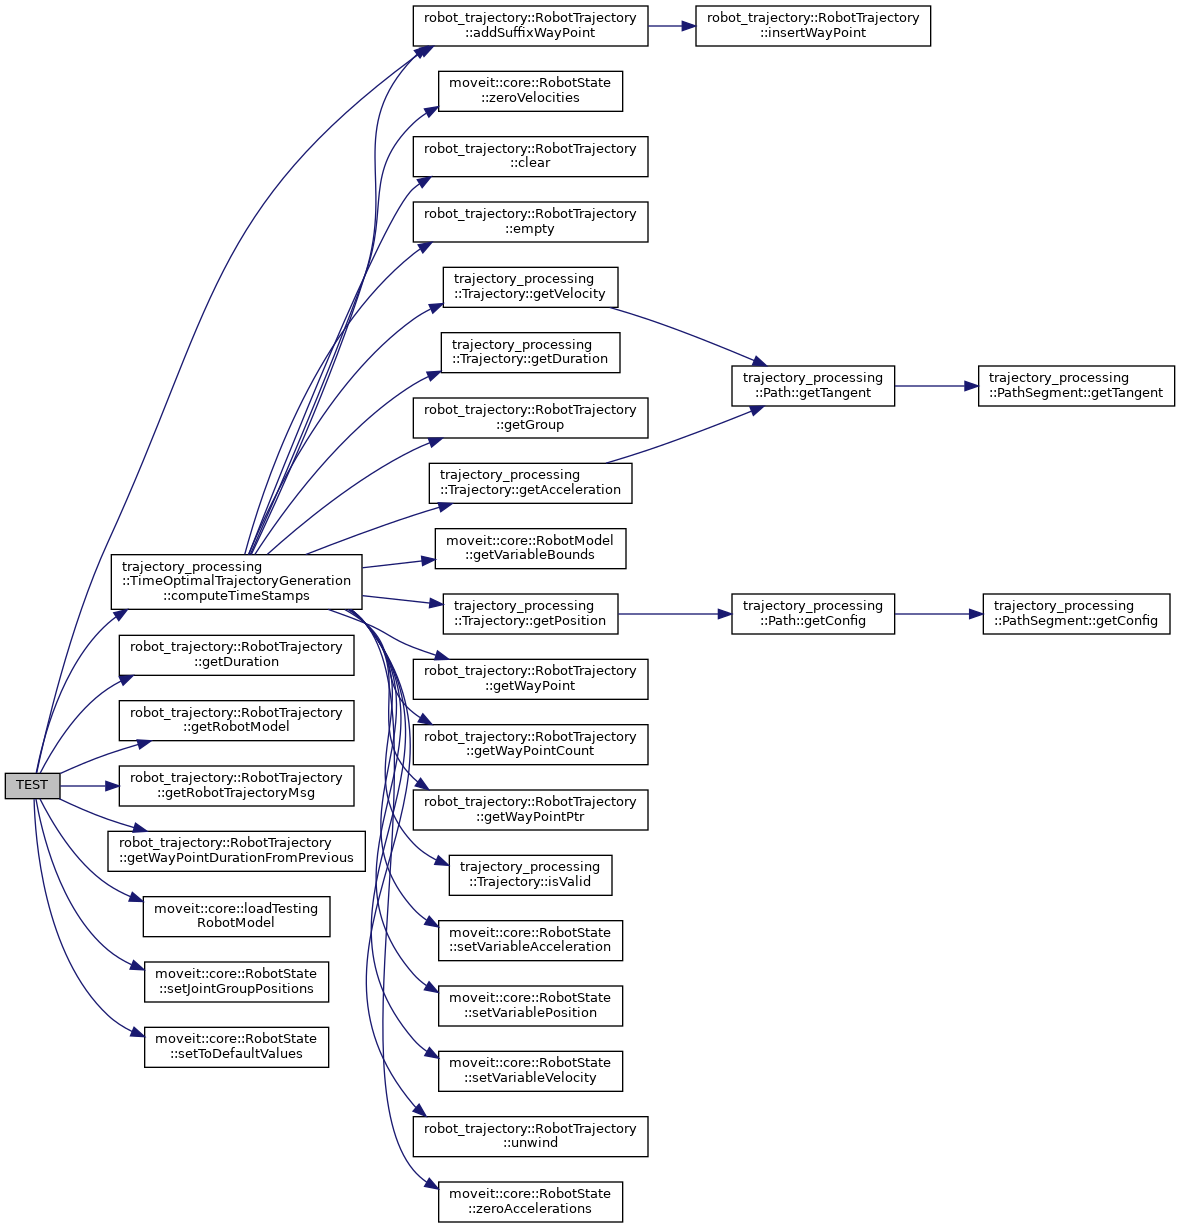 robot_trajectory::RobotTrajectory
::addSuffixWayPoint
robot_trajectory::RobotTrajectory
::insertWayPoint
moveit::core::RobotState
::zeroVelocities
robot_trajectory::RobotTrajectory
::clear
robot_trajectory::RobotTrajectory
::empty
trajectory_processing
::Trajectory::getVelocity
trajectory_processing
::Trajectory::getDuration
trajectory_processing
::Path::getTangent
trajectory_processing
::PathSegment::getTangent
robot_trajectory::RobotTrajectory
::getGroup
trajectory_processing
::Trajectory::getAcceleration
moveit::core::RobotModel
::getVariableBounds
trajectory_processing
::TimeOptimalTrajectoryGeneration
::computeTimeStamps
trajectory_processing
::Trajectory::getPosition
trajectory_processing
::Path::getConfig
trajectory_processing
::PathSegment::getConfig
robot_trajectory::RobotTrajectory
::getDuration
robot_trajectory::RobotTrajectory
::getWayPoint
robot_trajectory::RobotTrajectory
::getRobotModel
robot_trajectory::RobotTrajectory
::getWayPointCount
TEST
robot_trajectory::RobotTrajectory
::getRobotTrajectoryMsg
robot_trajectory::RobotTrajectory
::getWayPointPtr
robot_trajectory::RobotTrajectory
::getWayPointDurationFromPrevious
trajectory_processing
::Trajectory::isValid
moveit::core::loadTesting
RobotModel
moveit::core::RobotState
::setVariableAcceleration
moveit::core::RobotState
::setJointGroupPositions
moveit::core::RobotState
::setVariablePosition
moveit::core::RobotState
::setToDefaultValues
moveit::core::RobotState
::setVariableVelocity
robot_trajectory::RobotTrajectory
::unwind
moveit::core::RobotState
::zeroAccelerations